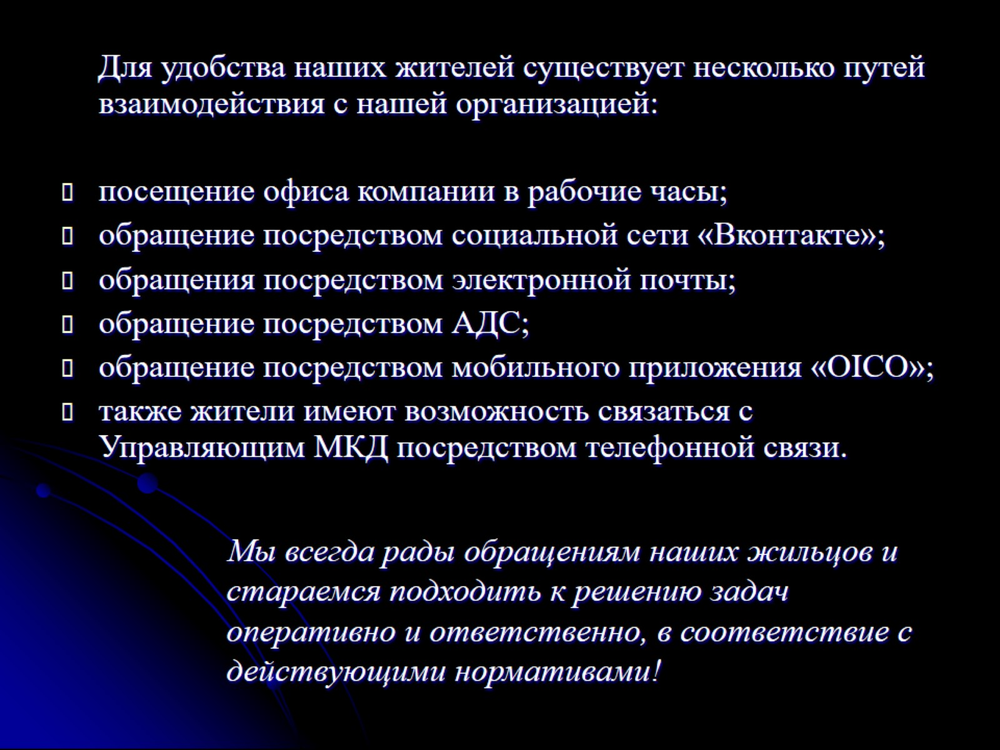 Для удобства наших жителей существует несколько путей
взаимодействия с нашей организацией:
посещение офиса компании в рабочие часы;
обращение посредством социальной сети «Вконтакте»;
обращения посредством электронной почты;
обращение посредством АДС;
обращение посредством мобильного приложения «OICO»;
также жители имеют возможность связаться с
Управляющим МКД посредством телефонной связи.
Мы всегда рады обращениям наших жильцов и
стараемся подходить к решению задач
оперативно и ответственно, в соответствие с
действующими нормативами!